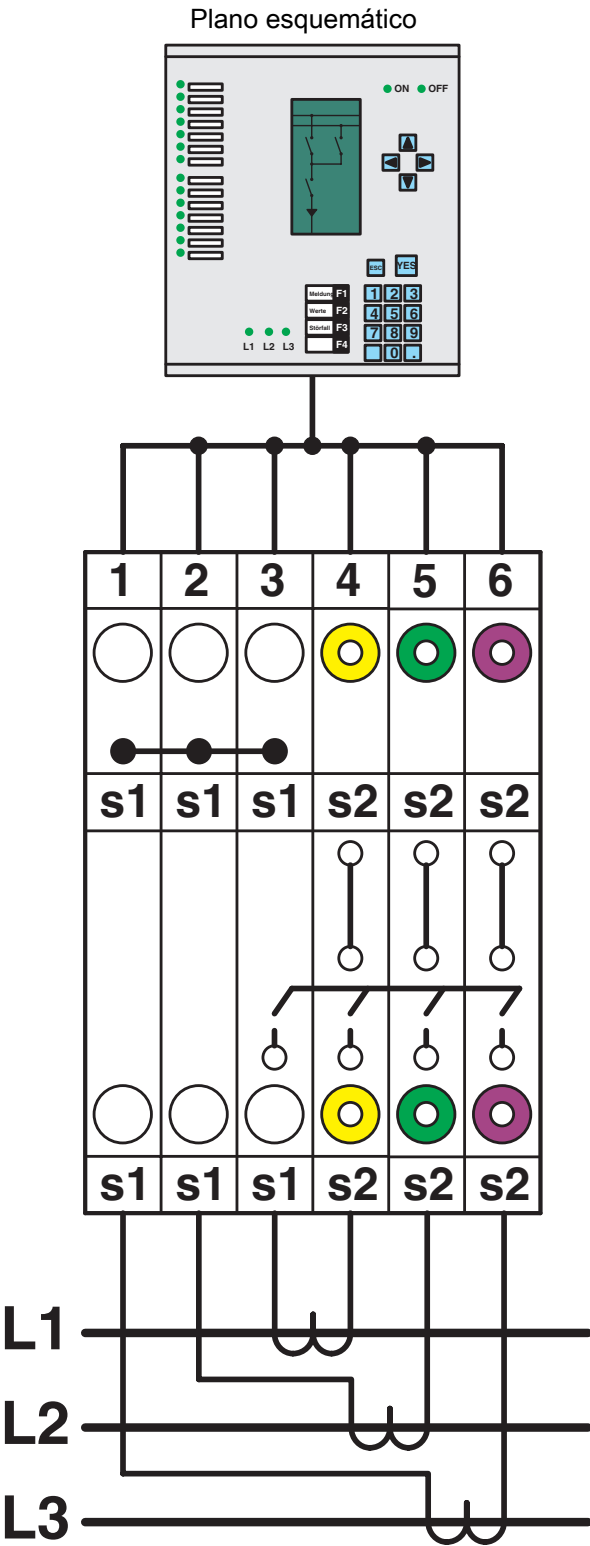 Plano esquemático
ON OFF
ESC YES
Meldung F1
Werte F2
Störfall F3
F4
1 2 3
4 5 6
7 8 9
0 .
L1 L2 L3
1 2 3 4 5 6
s1 s1 s1 s2 s2 s2
s1 s1 s1 s2 s2 s2
L1
L2
L3